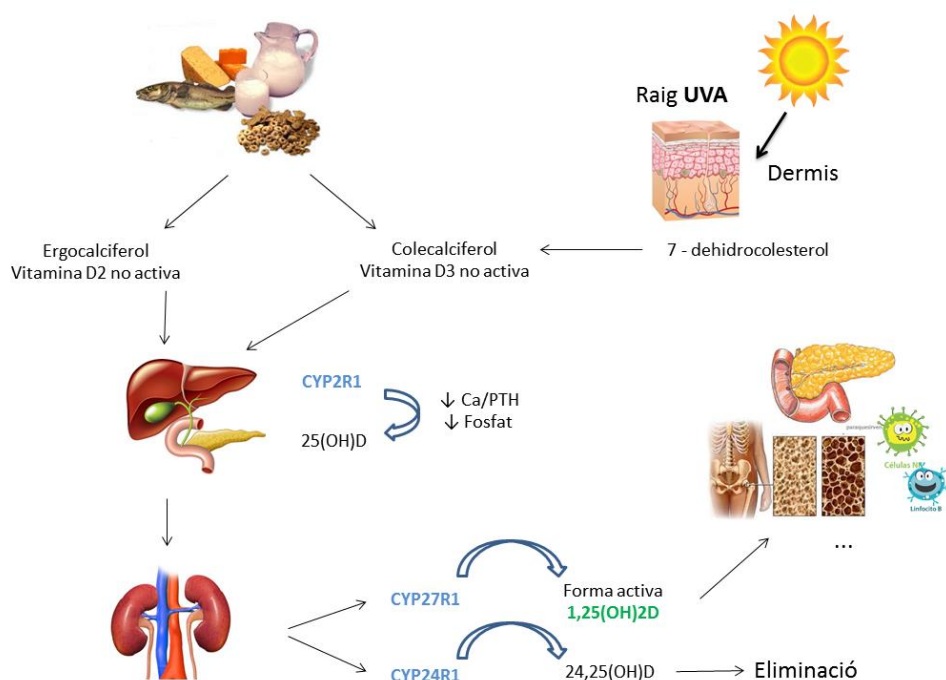 Raig UVA
Dermis
Ergocalciferol
Vitamina D2 no activa
Colecalciferol
Vitamina D3 no activa
7 - dehidrocolesterol
CYP2R1
25(OH)D
↓ Ca/PTH
↓ Fosfat
paraquesirven
Células NK
Linfocito B
...
CYP27R1
Forma activa
1,25(OH)2D
CYP24R1
24,25(OH)D
Eliminació